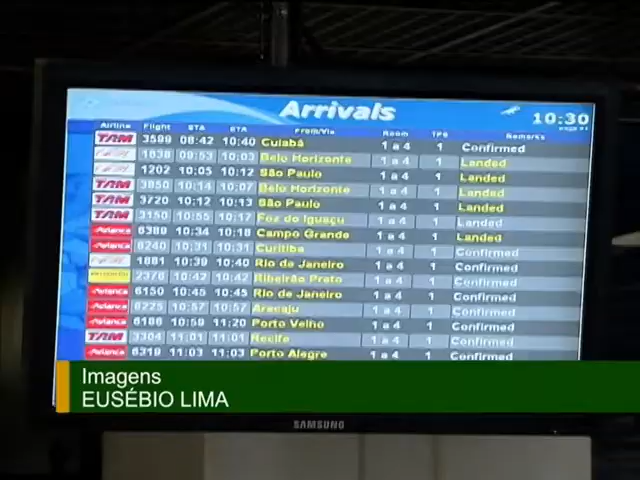 Arrivals
10:30
Airline Flight STA ETA From/Via Room TPS Remarks
TAM 3599 08:42 10:40 Cuiabá 1 a 4 1 Confirmed
1638 09:53 10:03 Belo Horizonte 1 a 4 1 Landed
1202 10:05 10:12 São Paulo 1 a 4 1 Landed
TAM 3850 10:14 10:07 Belo Horizonte 1 a 4 1 Landed
TAM 3720 10:12 10:13 São Paulo 1 a 4 1 Landed
TAM 3150 10:55 10:17 Foz do Iguaçu 1 a 4 1 Landed
Avianca 6389 10:34 10:18 Campo Grande 1 a 4 1 Landed
Avianca 6240 10:31 10:31 Curitiba 1 a 4 1 Confirmed
1881 10:39 10:40 Rio de Janeiro 1 a 4 1 Confirmed
2376 10:42 10:42 Ribeirão Preto 1 a 4 1 Confirmed
Avianca 6150 10:45 10:45 Rio de Janeiro 1 a 4 1 Confirmed
Avianca 6225 10:57 10:57 Aracaju 1 a 4 1 Confirmed
Avianca 6186 10:59 11:20 Porto Velho 1 a 4 1 Confirmed
TAM 3304 11:01 11:01 Recife 1 a 4 1 Confirmed
Avianca 6319 11:03 11:03 Porto Alegre 1 a 4 1 Confirmed
Imagens
EUSÉBIO LIMA
SAMSUNG